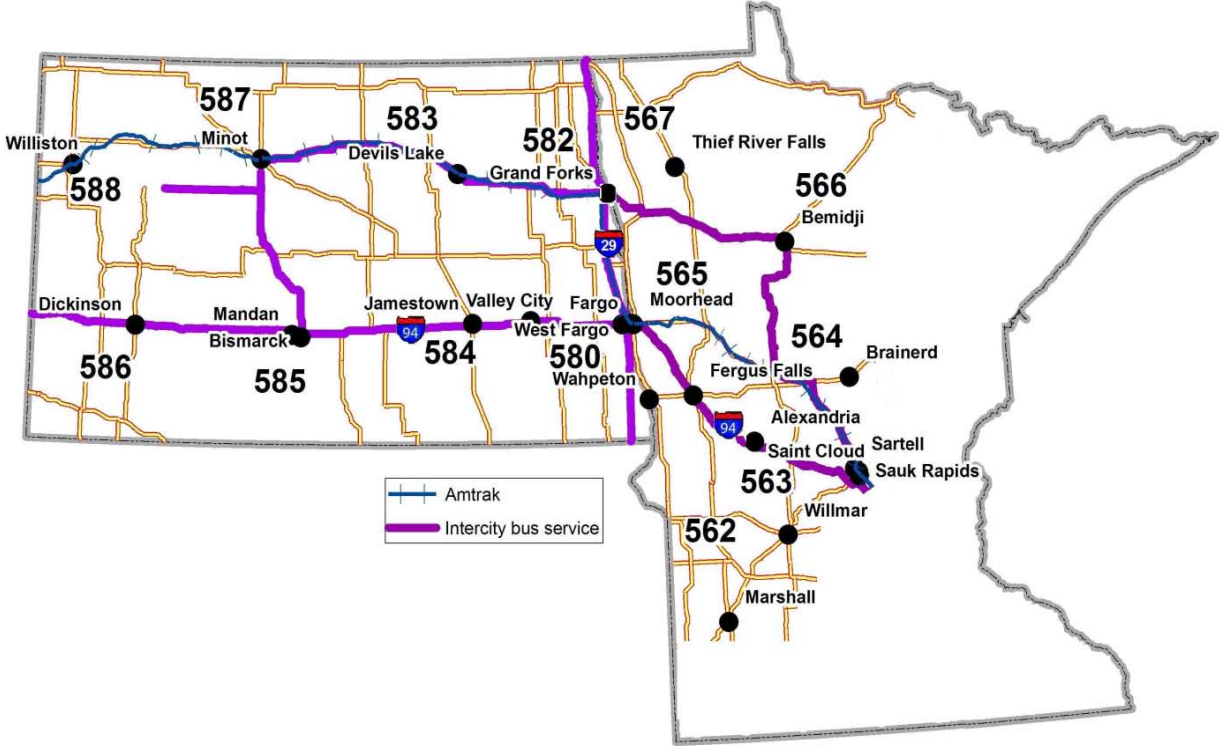 587
583
567
Williston
Minot
582
Thief River Falls
Devils Lake
Grand Forks
588
566
Bemidji
29
565
Dickinson
Mandan
Jamestown
Valley City
Fargo
Moorhead
Bismarck
94
West Fargo
564
586
585
584
580
Brainerd
Wahpeton
Fergus Falls
94
Alexandria
Saint Cloud
Sartell
Sauk Rapids
563
Amtrak
Intercity bus service
Willmar
562
Marshall